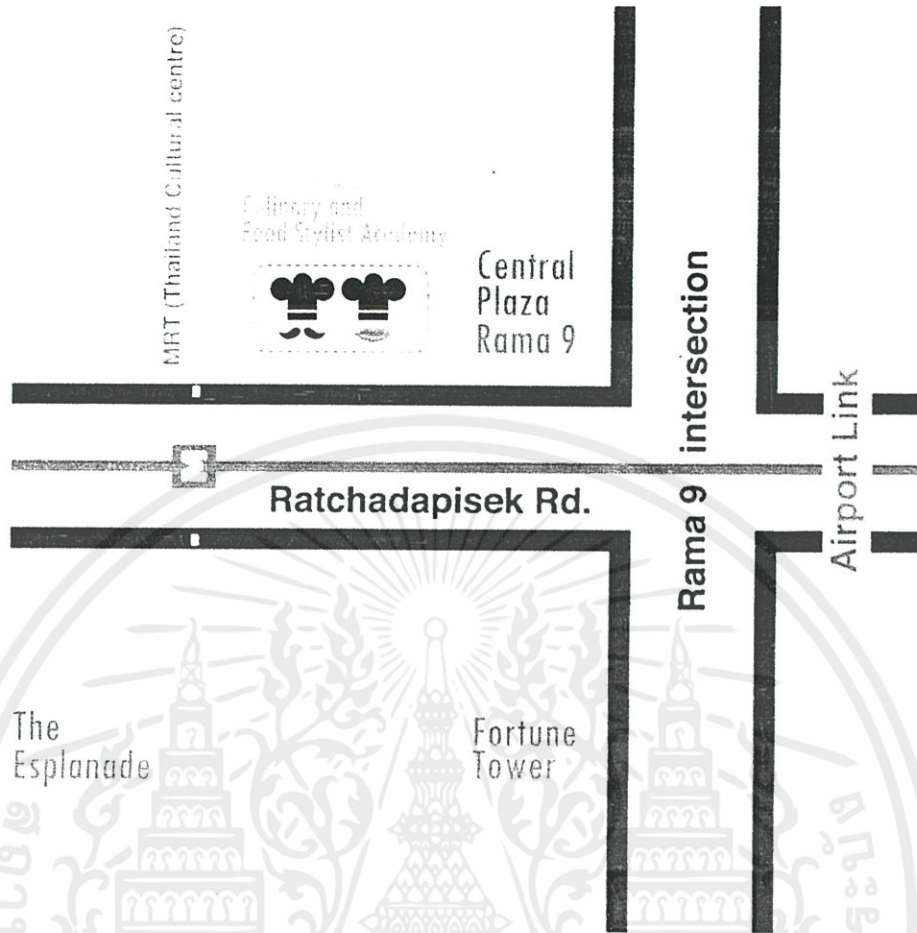 MRT (Thailand Cultural centre)
Culinary and
Food Stylist Academy
Central
Plaza
Rama 9
Rama 9 intersection
Airport Link
Ratchadapisek Rd.
The
Esplanade
Fortune
Tower